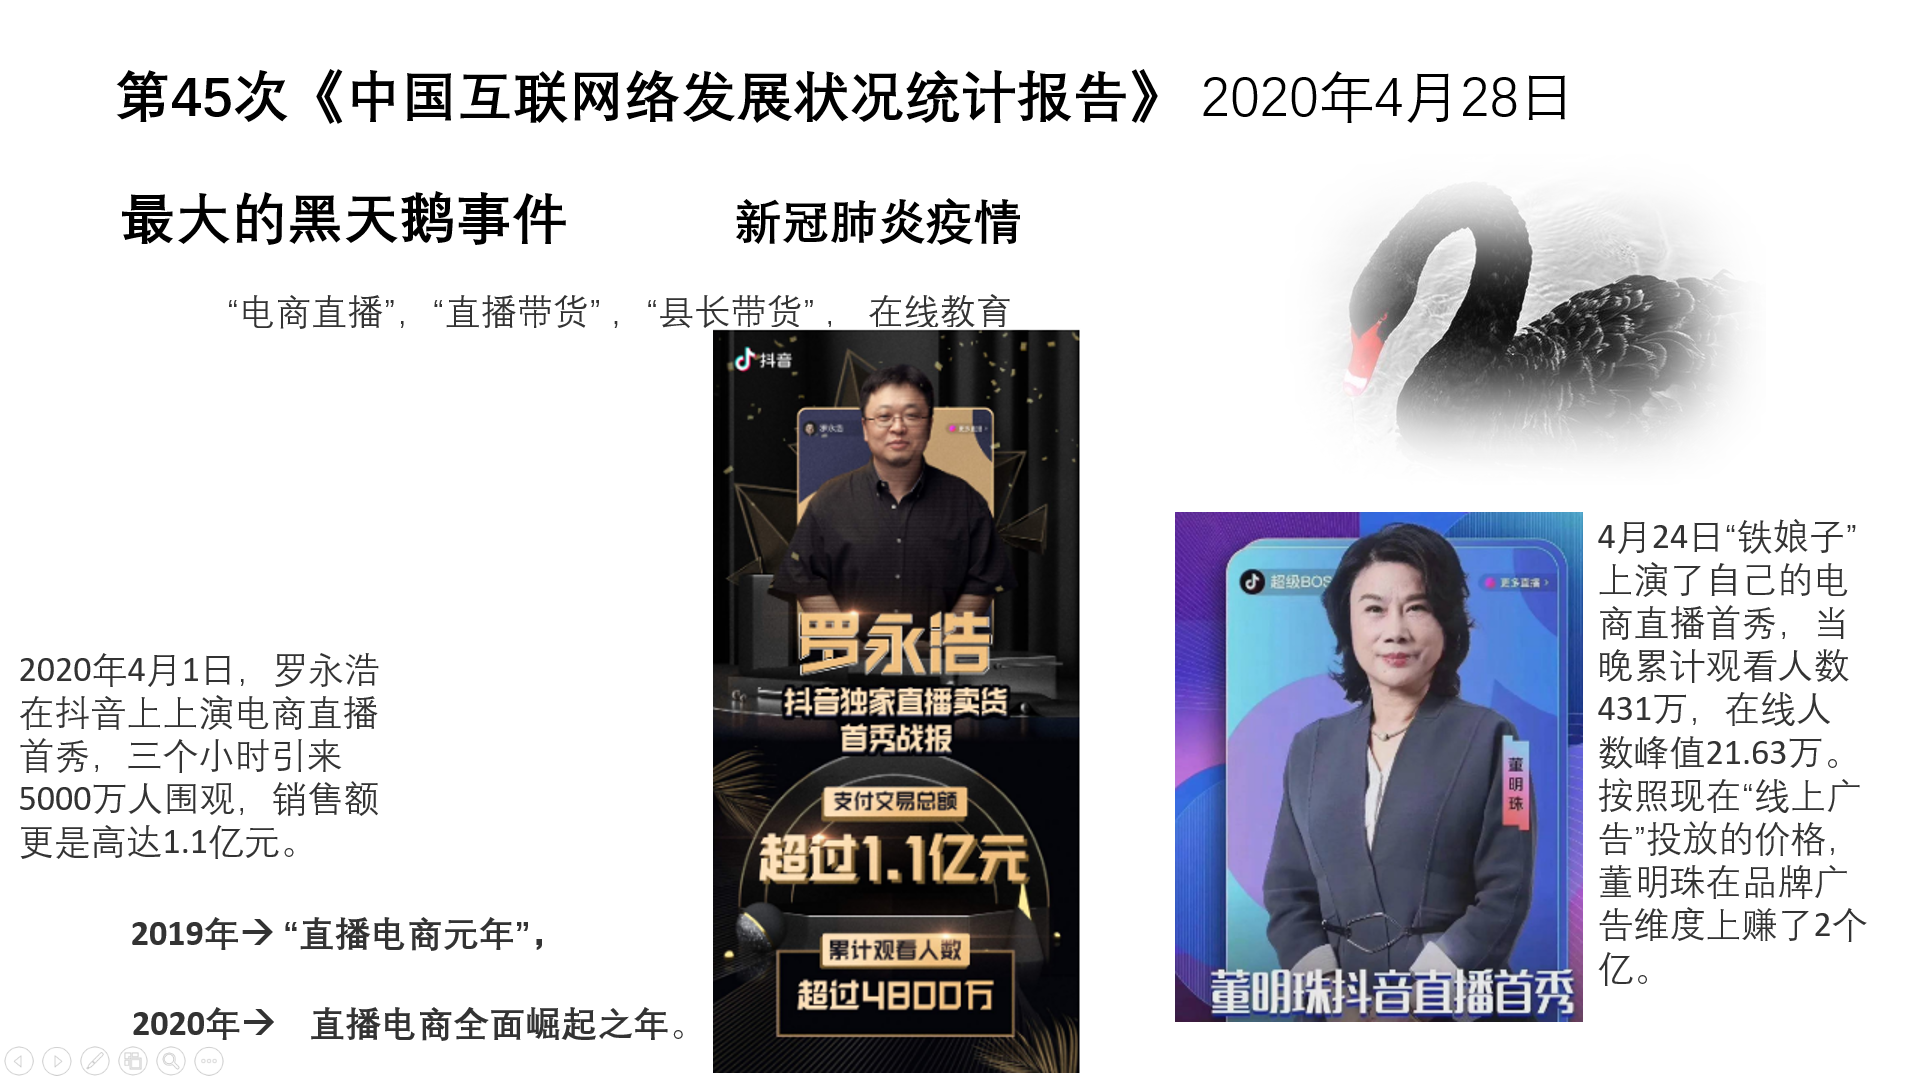 第45次《中国互联网络发展状况统计报告》 2020年4月28日
最大的黑天鹅事件 新冠肺炎疫情
“电商直播”, “直播带货” , “县长带货” , 在线教育
2020年4月1日, 罗永浩
在抖音上上演电商直播
首秀, 三个小时引来
5000万人围观, 销售额
更是高达1.1亿元。
2019年→ “直播电商元年”,
2020年→ 直播电商全面崛起之年。
抖音
罗永浩
更多直播 ›
罗永浩
抖音独家直播卖货
首秀战报
支付交易总额
超过1.1亿元
累计观看人数
超过4800万
超级BOS
更多直播 ›
董明珠
董明珠抖音直播首秀
4月24日“铁娘子”
上演了自己的电
商直播首秀, 当
晚累计观看人数
431万, 在线人
数峰值21.63万。
按照现在“线上广
告”投放的价格,
董明珠在品牌广
告维度上赚了2个
亿。